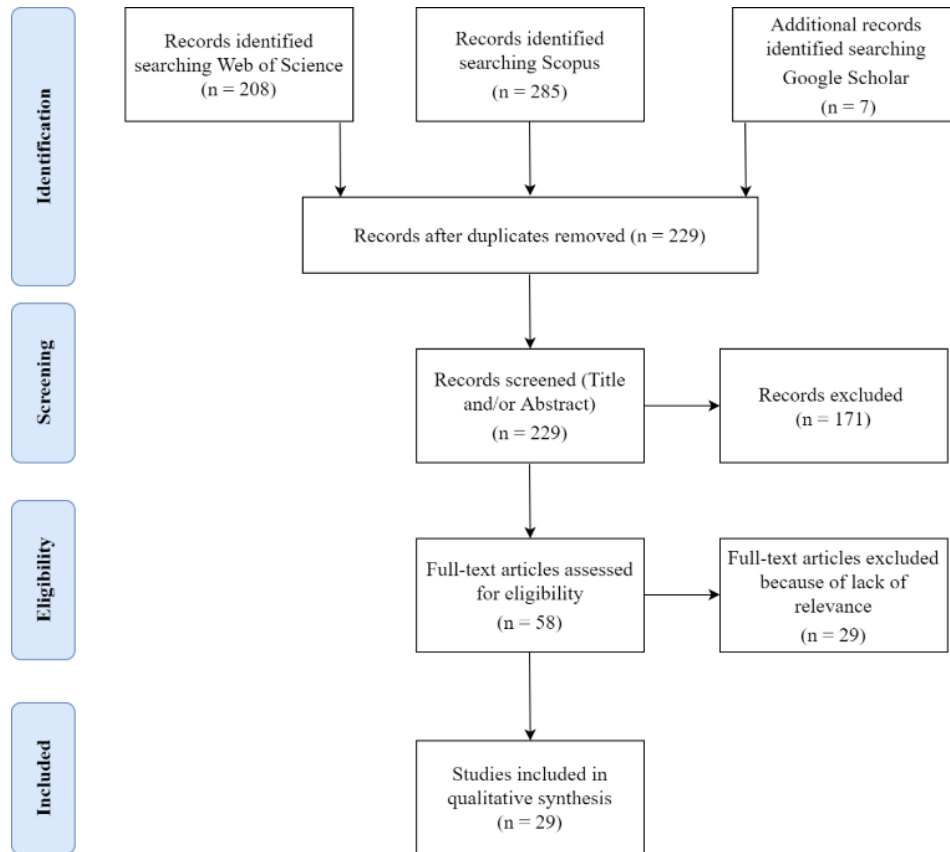 Identification
Records identified
searching Web of Science
(n = 208)
Records identified
searching Scopus
(n = 285)
Additional records
identified searching
Google Scholar
(n = 7)
Records after duplicates removed (n = 229)
Screening
Records screened (Title
and/or Abstract)
(n = 229)
Records excluded
(n = 171)
Eligibility
Full-text articles assessed
for eligibility
(n = 58)
Full-text articles excluded
because of lack of
relevance
(n = 29)
Included
Studies included in
qualitative synthesis
(n = 29)